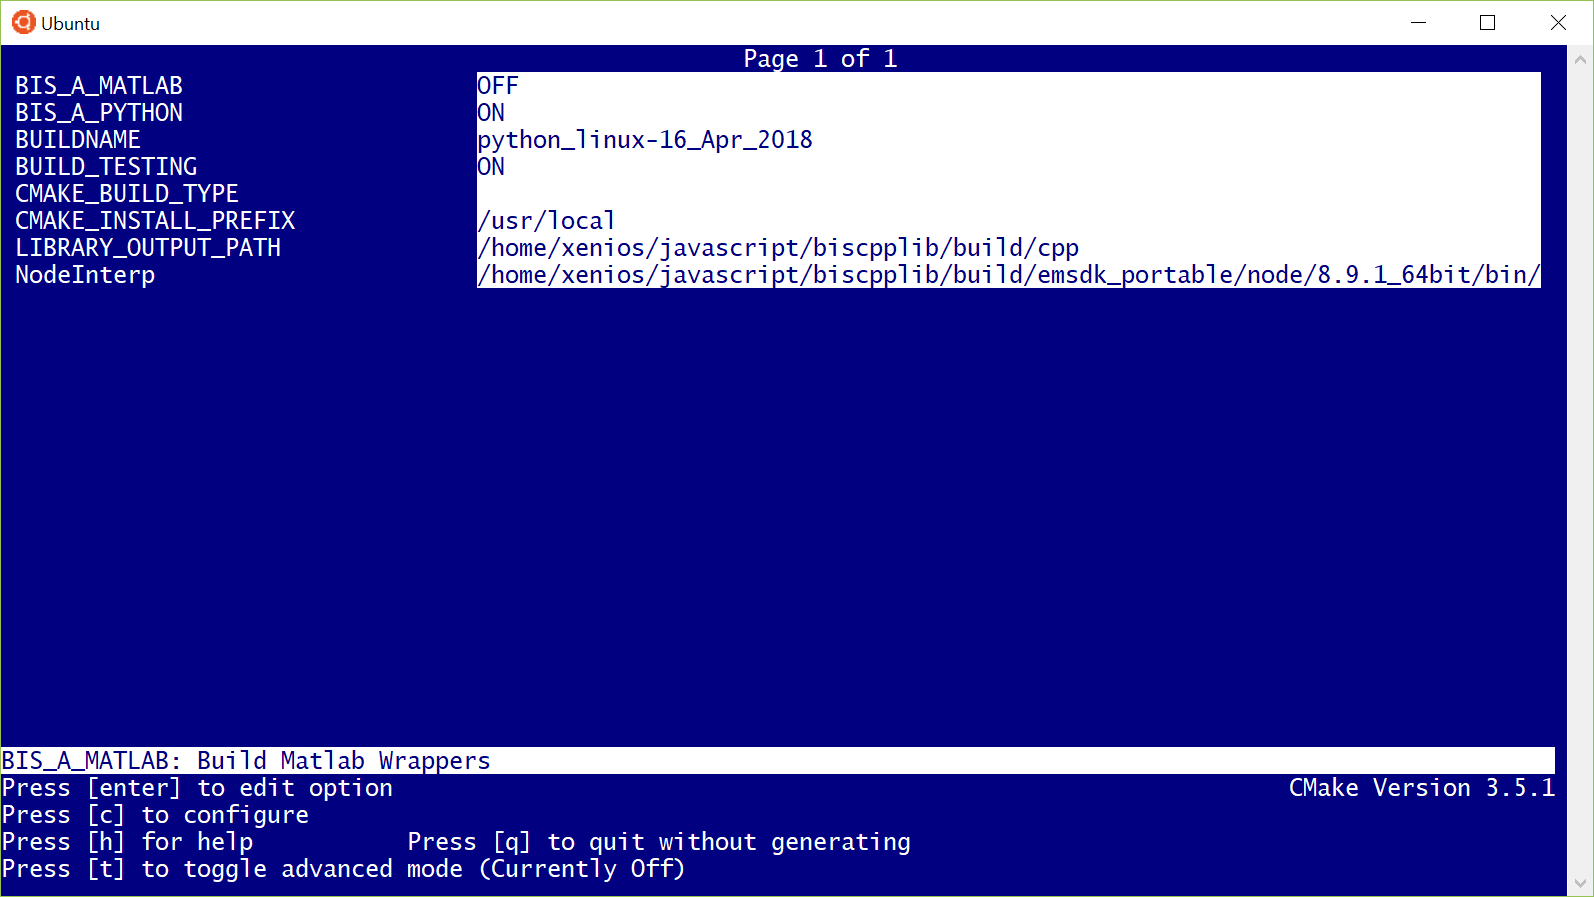 Ubuntu
Page 1 of 1
BIS_A_MATLAB OFF
BIS_A_PYTHON ON
BUILDNAME python_linux-16_Apr_2018
BUILD_TESTING ON
CMAKE_BUILD_TYPE
CMAKE_INSTALL_PREFIX /usr/local
LIBRARY_OUTPUT_PATH /home/xenios/javascript/biscpplib/build/cpp
NodeInterp /home/xenios/javascript/biscpplib/build/emsdk_portable/node/8.9.1_64bit/bin/
BIS_A_MATLAB: Build Matlab Wrappers
Press [enter] to edit option CMake Version 3.5.1
Press [c] to configure
Press [h] for help Press [q] to quit without generating
Press [t] to toggle advanced mode (Currently Off)